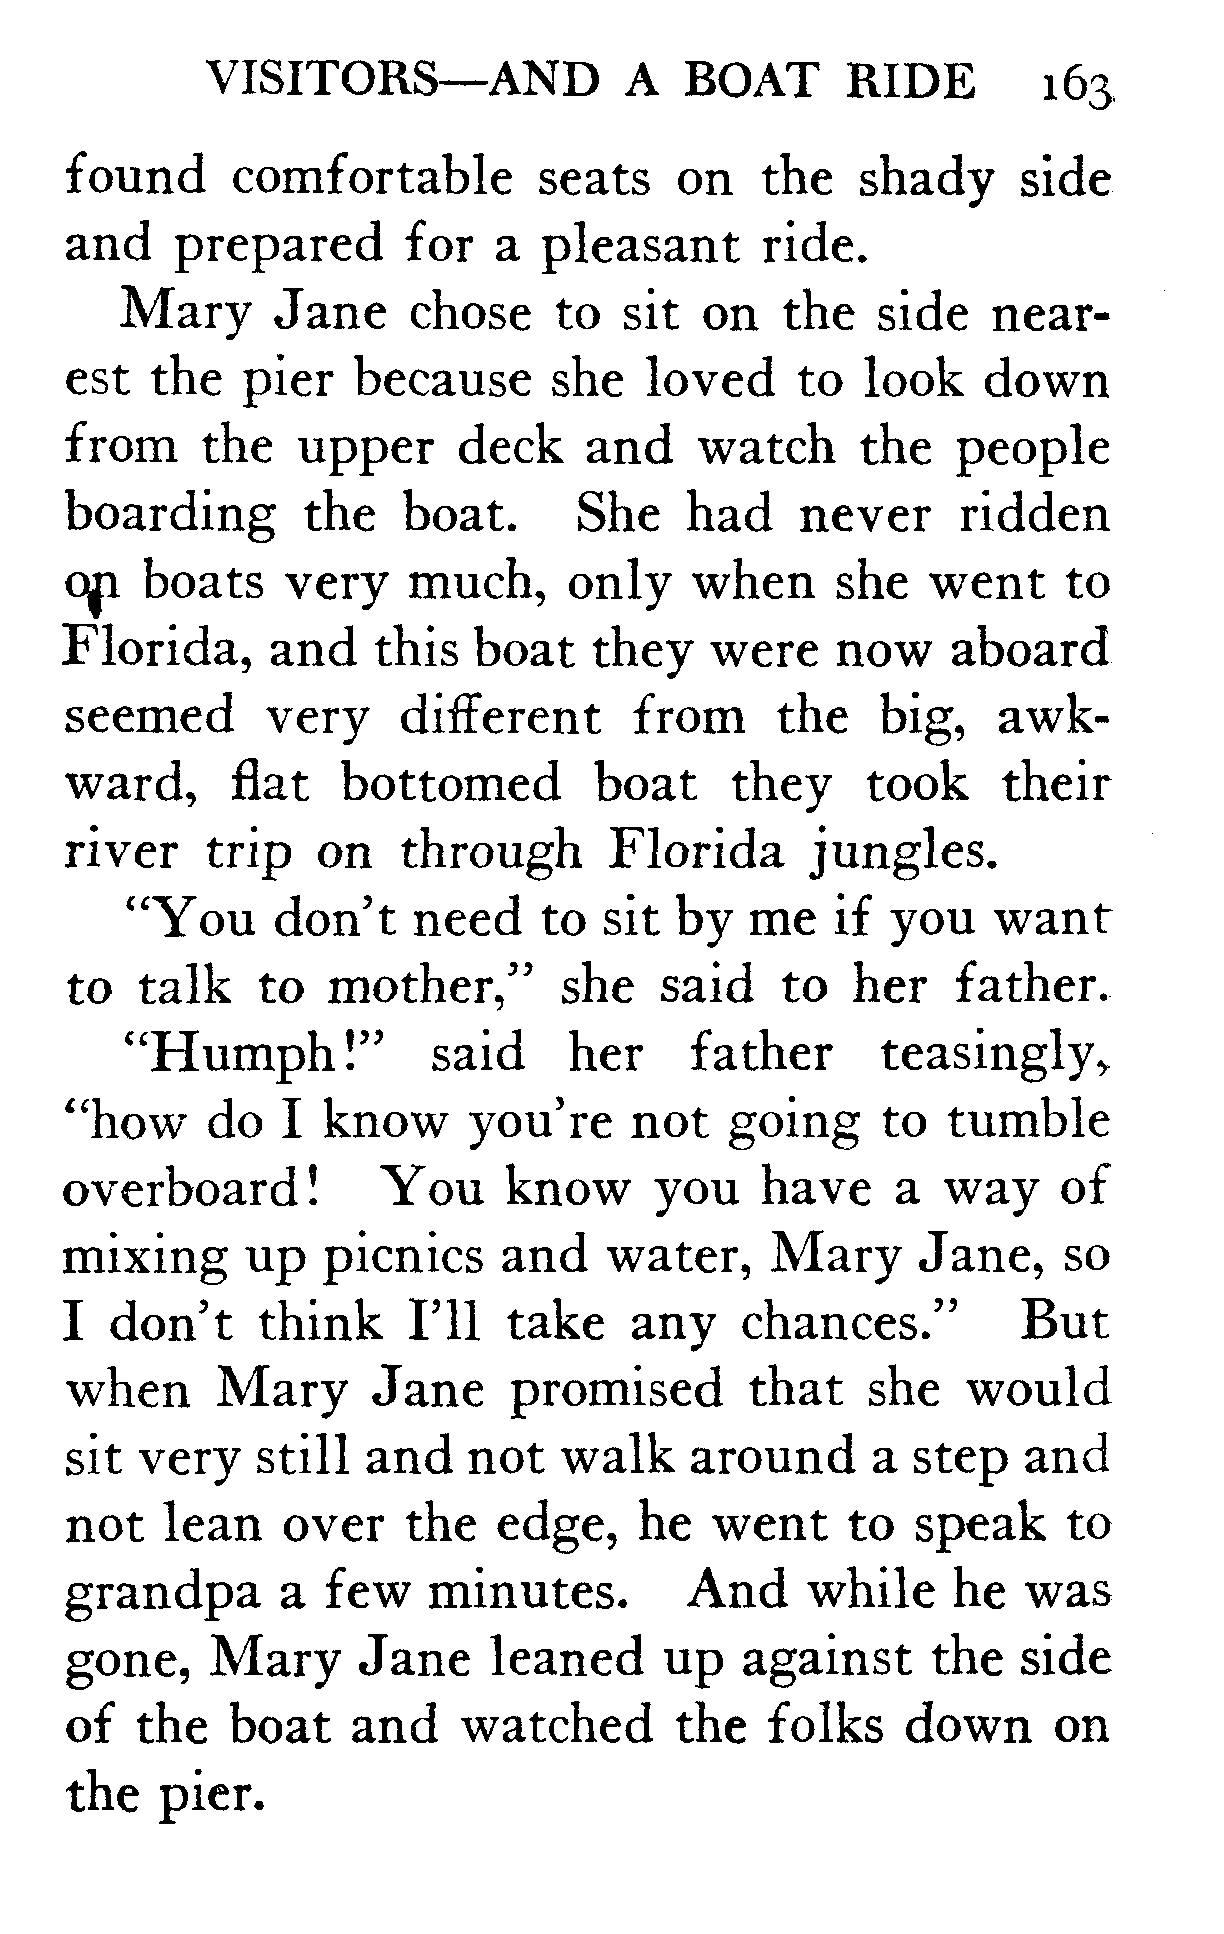 VISITORS—AND A BOAT RIDE 163
found comfortable seats on the shady side
and prepared for a pleasant ride.
Mary Jane chose to sit on the side near-
est the pier because she loved to look down
from the upper deck and watch the people
boarding the boat. She had never ridden
on boats very much, only when she went to
Florida, and this boat they were now aboard
seemed very different from the big, awk-
ward, flat bottomed boat they took their
river trip on through Florida jungles.
“You don’t need to sit by me if you want
to talk to mother,” she said to her father.
“Humph!” said her father teasingly,
“how do I know you’re not going to tumble
overboard! You know you have a way of
mixing up picnics and water, Mary Jane, so
I don’t think I’ll take any chances.” But
when Mary Jane promised that she would
sit very still and not walk around a step and
not lean over the edge, he went to speak to
grandpa a few minutes. And while he was
gone, Mary Jane leaned up against the side
of the boat and watched the folks down on
the pier.